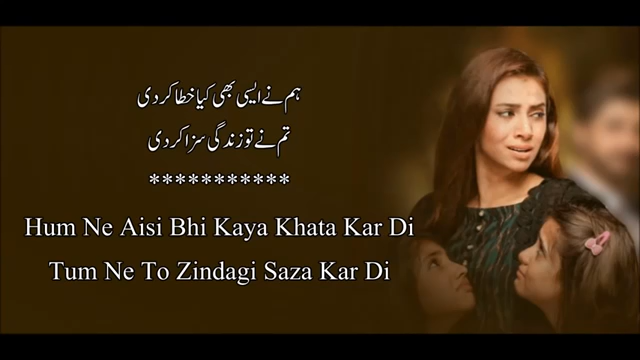 ہم نے ایسی بھی کیا خطا کر دی
تم نے تو زندگی سزا کر دی
***********
Hum Ne Aisi Bhi Kaya Khata Kar Di
Tum Ne To Zindagi Saza Kar Di